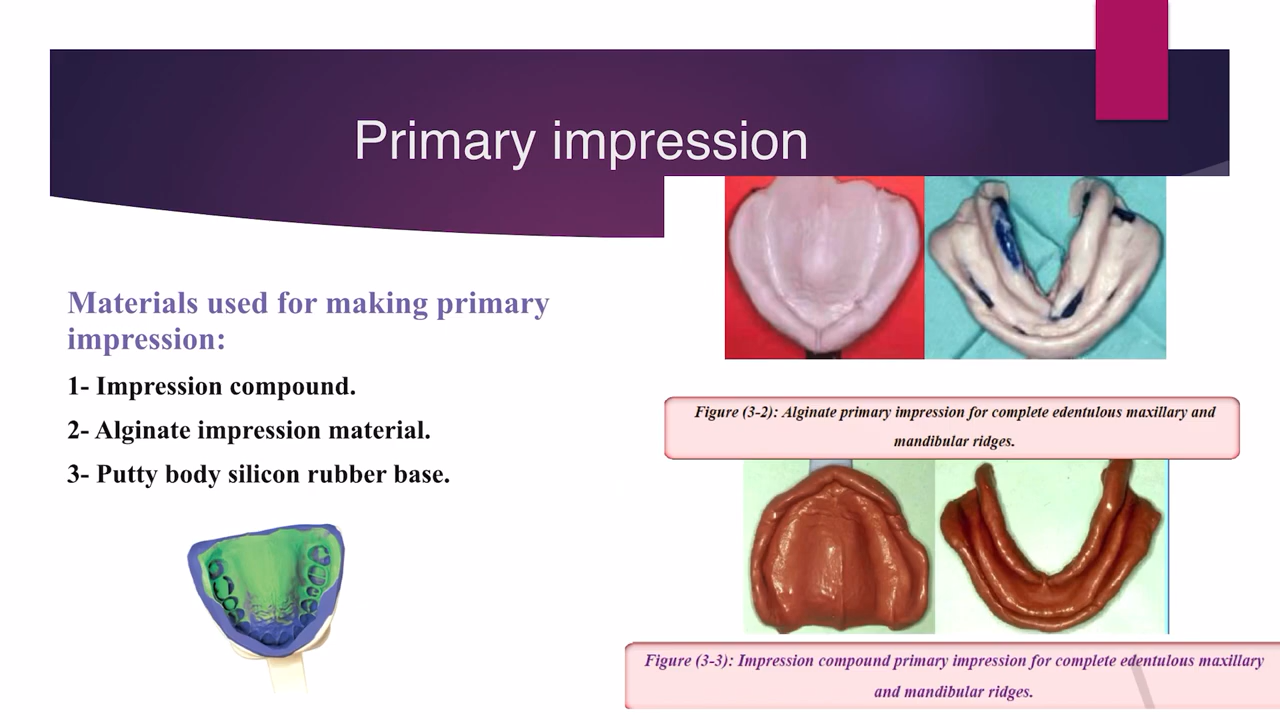 Primary impression
Materials used for making primary
impression:
1- Impression compound.
2- Alginate impression material.
3- Putty body silicon rubber base.
Figure (3-2): Alginate primary impression for complete edentulous maxillary and
mandibular ridges.
Figure (3-3): Impression compound primary impression for complete edentulous maxillary
and mandibular ridges.